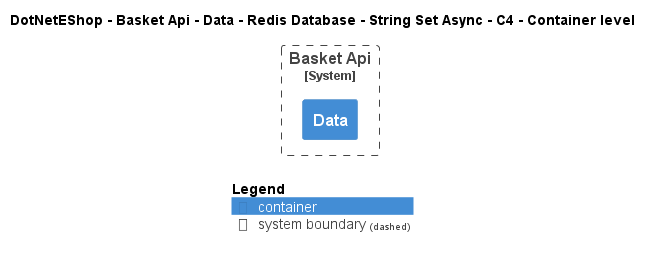 DotNetEShop - Basket Api - Data - Redis Database - String Set Async - C4 - Container level
Basket Api
[System]
Data
Legend
container
system boundary (dashed)